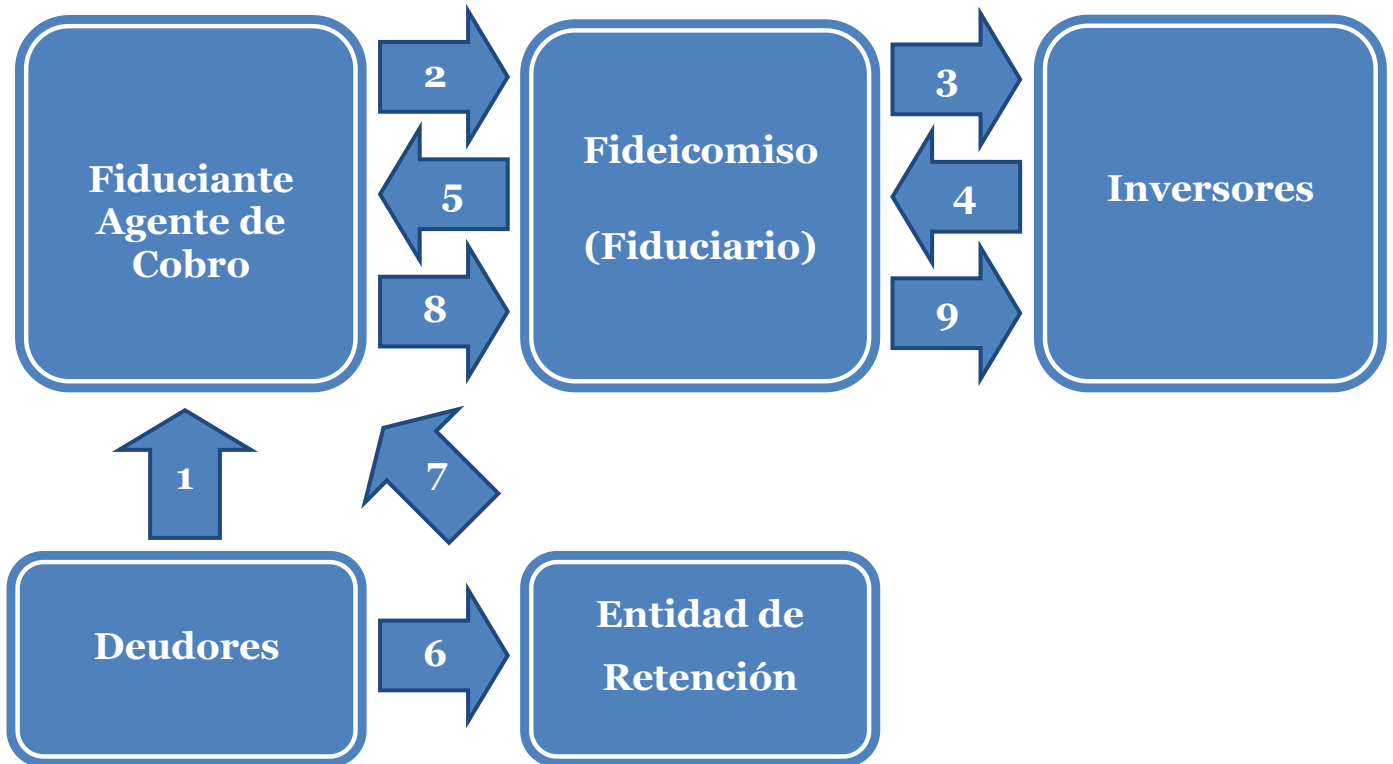 2
3
Fiduciante
Agente de
Cobro
Fideicomiso
(Fiduciario)
Inversores
5
4
8
9
1
7
Deudores
6
Entidad de
Retención